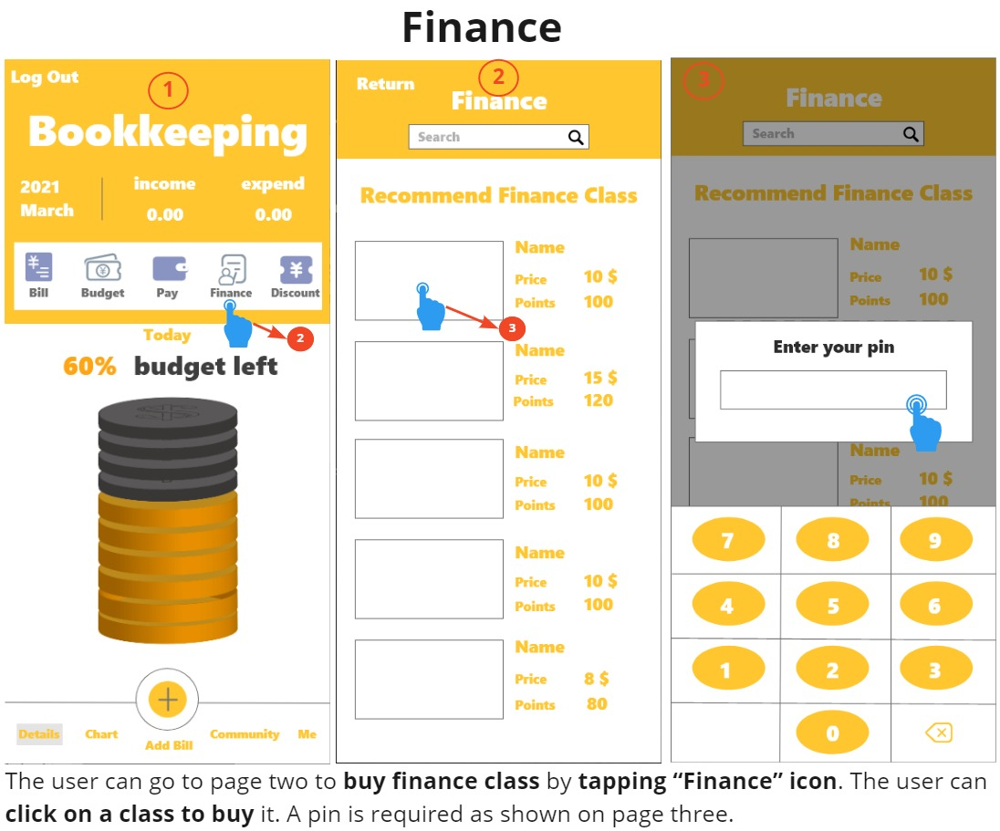 Finance
Log Out
1
Bookkeeping
2021
March
income
0.00
expend
0.00
Bill
Budget
Pay
Finance
Discount
2
Today
60% budget left
Details
Chart
Add Bill
Community
Me
Return
2
Finance
Search
Recommend Finance Class
Name
Price 10 $
Points 100
3
Name
Price 15 $
Points 120
Name
Price 10 $
Points 100
Name
Price 10 $
Points 100
Name
Price 8 $
Points 80
3
Finance
Search
Recommend Finance Class
Name
Price 10 $
Points 100
Enter your pin
Name
Price 10 $
Points 100
7 8 9
4 5 6
1 2 3
0
The user can go to page two to buy finance class by tapping “Finance” icon. The user can
click on a class to buy it. A pin is required as shown on page three.